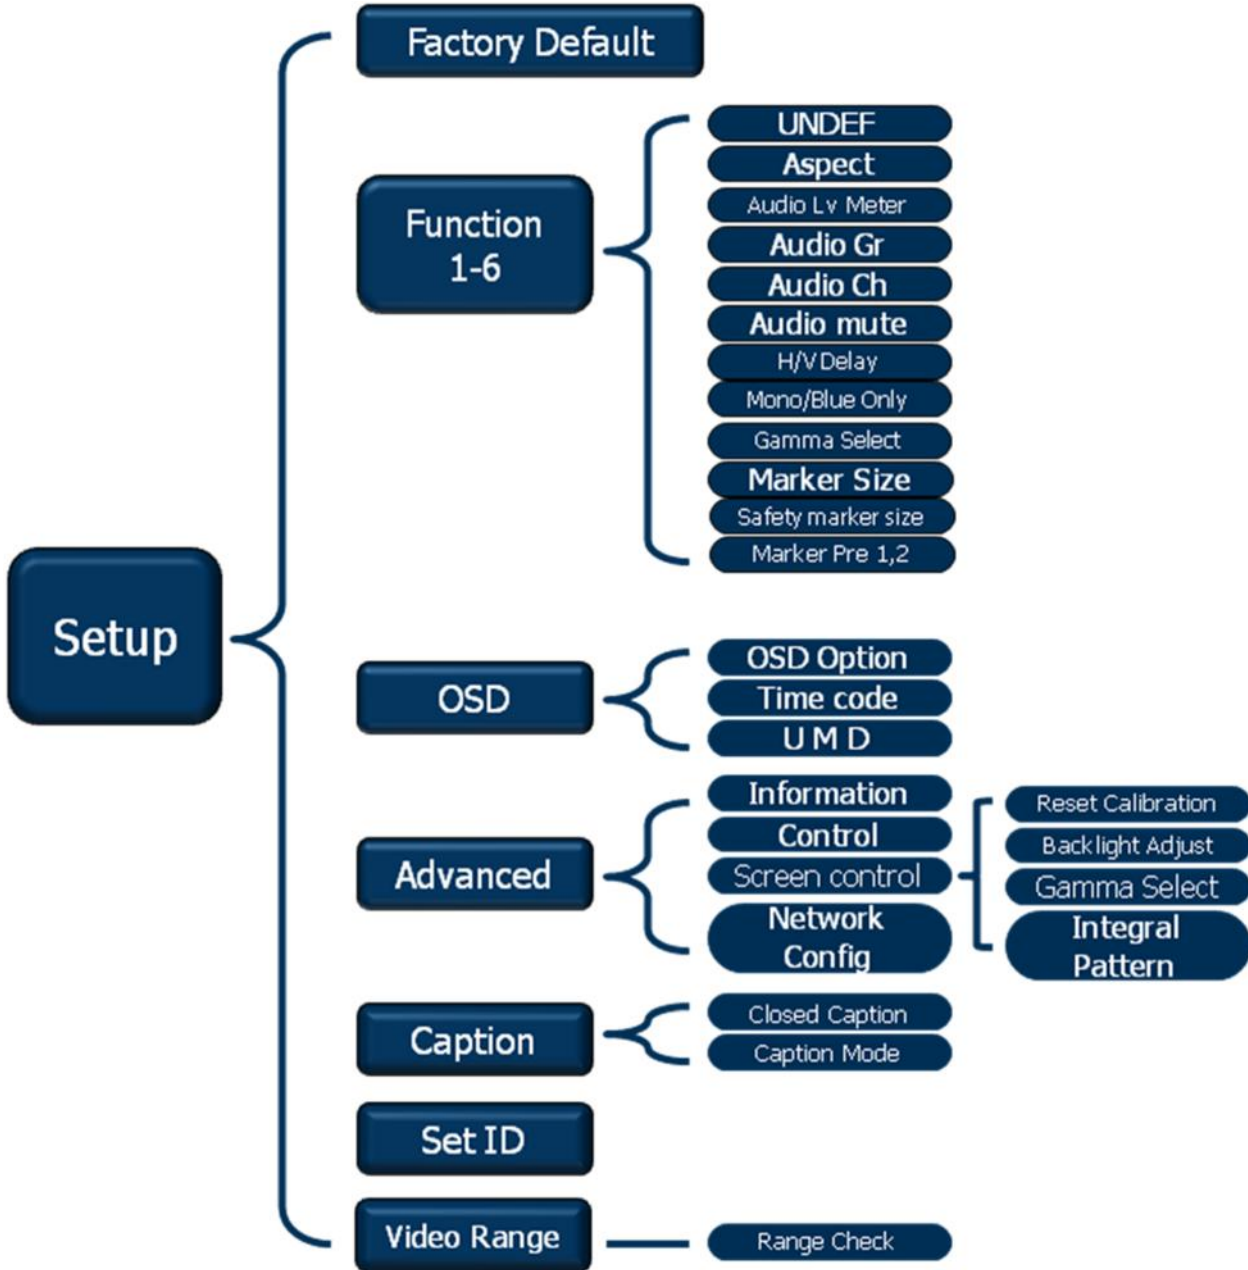 Setup
Factory Default
Function
1-6
UNDEF
Aspect
Audio Lv Meter
Audio Gr
Audio Ch
Audio mute
H/V Delay
Mono/Blue Only
Gamma Select
Marker Size
Safety marker size
Marker Pre 1,2
OSD
OSD Option
Time code
U M D
Advanced
Information
Control
Screen control
Reset Calibration
Backlight Adjust
Gamma Select
Integral
Pattern
Network
Config
Caption
Closed Caption
Caption Mode
Set ID
Video Range
Range Check